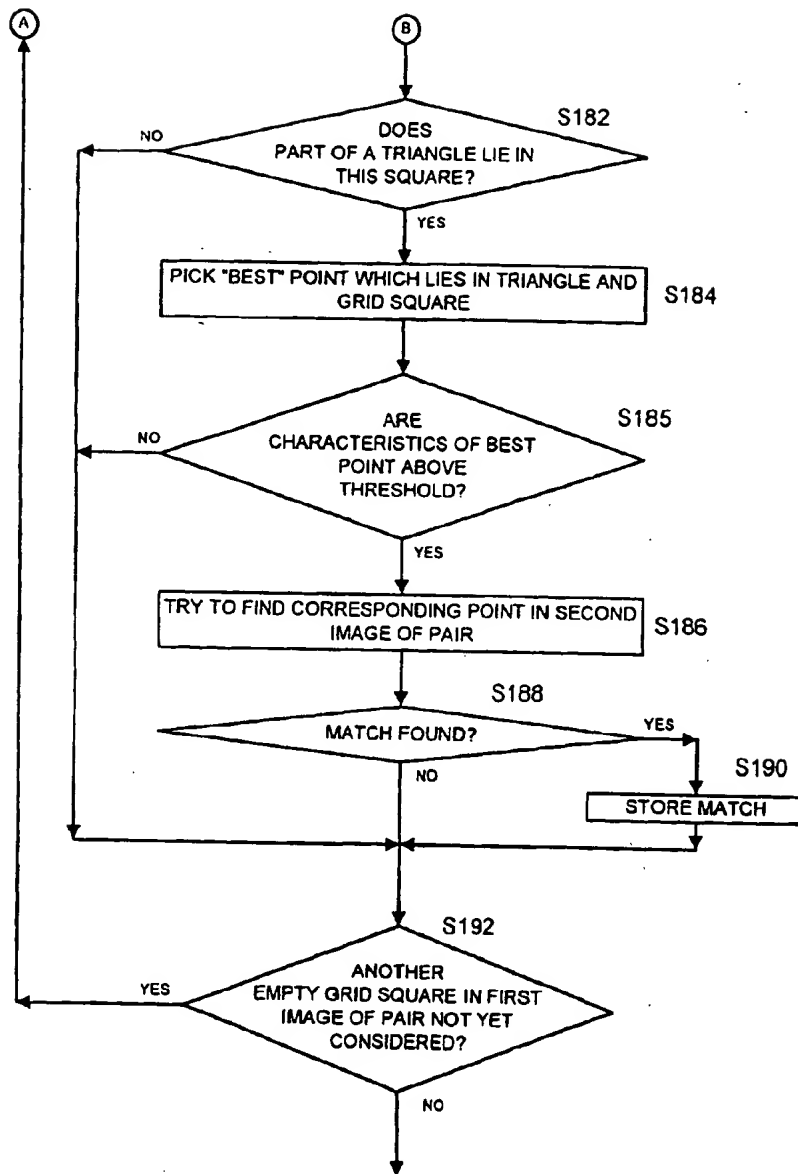 A
B
S182
DOES
PART OF A TRIANGLE LIE IN
THIS SQUARE?
NO
YES
PICK "BEST" POINT WHICH LIES IN TRIANGLE AND
GRID SQUARE
S184
ARE
CHARACTERISTICS OF BEST
POINT ABOVE
THRESHOLD?
S185
NO
YES
TRY TO FIND CORRESPONDING POINT IN SECOND
IMAGE OF PAIR
S186
S188
MATCH FOUND?
YES
NO
S190
STORE MATCH
S192
ANOTHER
EMPTY GRID SQUARE IN FIRST
IMAGE OF PAIR NOT YET
CONSIDERED?
YES
NO